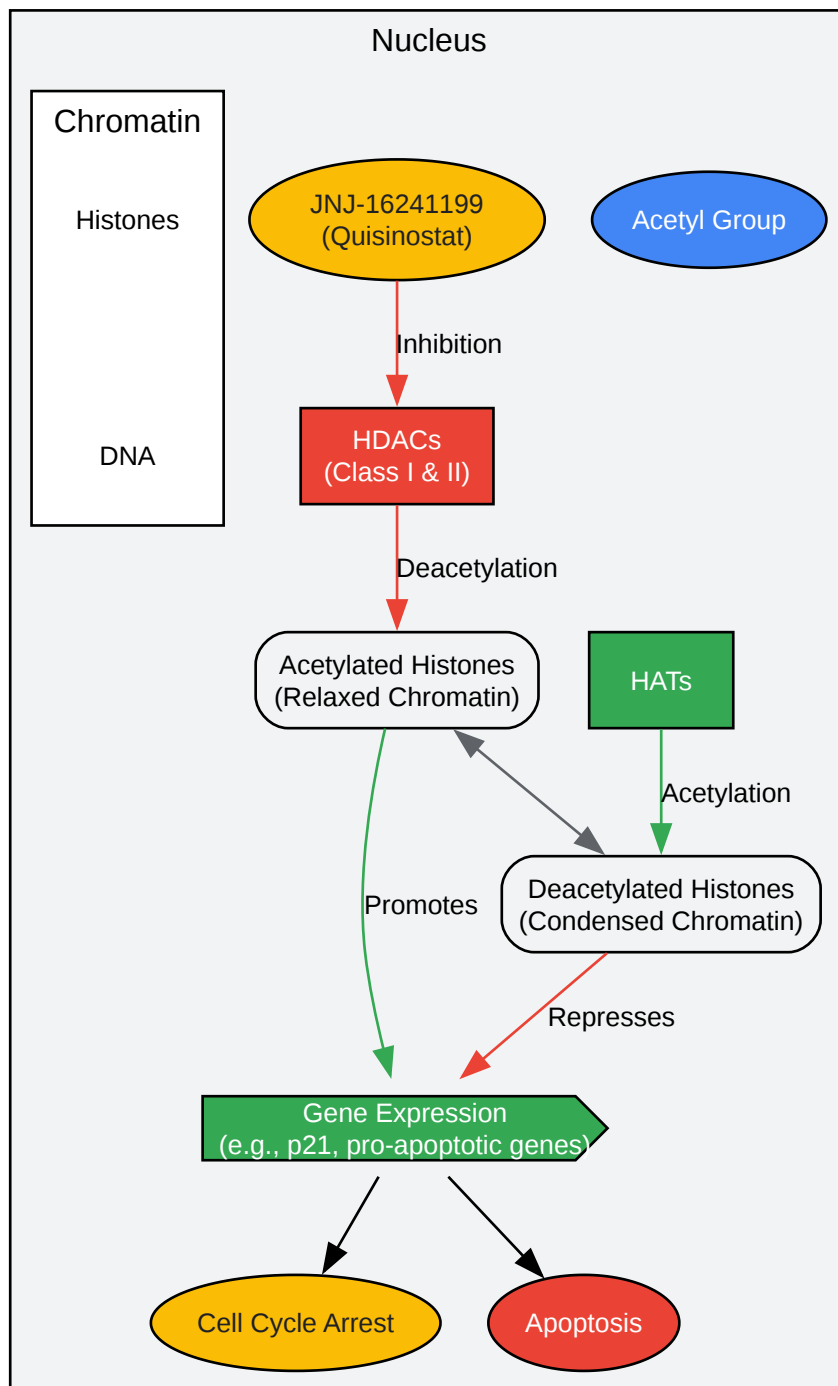 Nucleus
Chromatin
Histones
DNA
JNJ-16241199
(Quisinostat)
Acetyl Group
Inhibition
HDACs
(Class I & II)
Deacetylation
Acetylated Histones
(Relaxed Chromatin)
HATs
Acetylation
Deacetylated Histones
(Condensed Chromatin)
Promotes
Represses
Gene Expression
(e.g., p21, pro-apoptotic genes)
Cell Cycle Arrest
Apoptosis